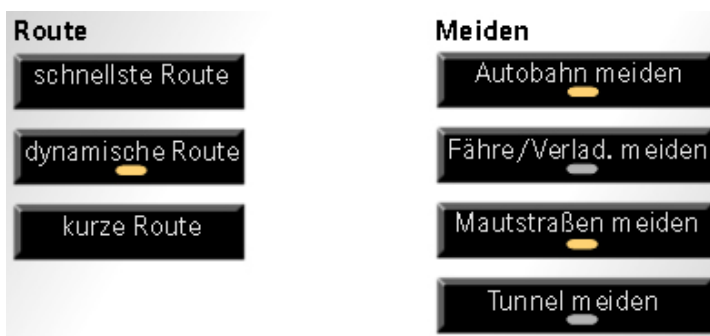 Route
schnellste Route
dynamische Route
kurze Route
Meiden
Autobahn meiden
Fähre/Verlad. meiden
Mautstraßen meiden
Tunnel meiden